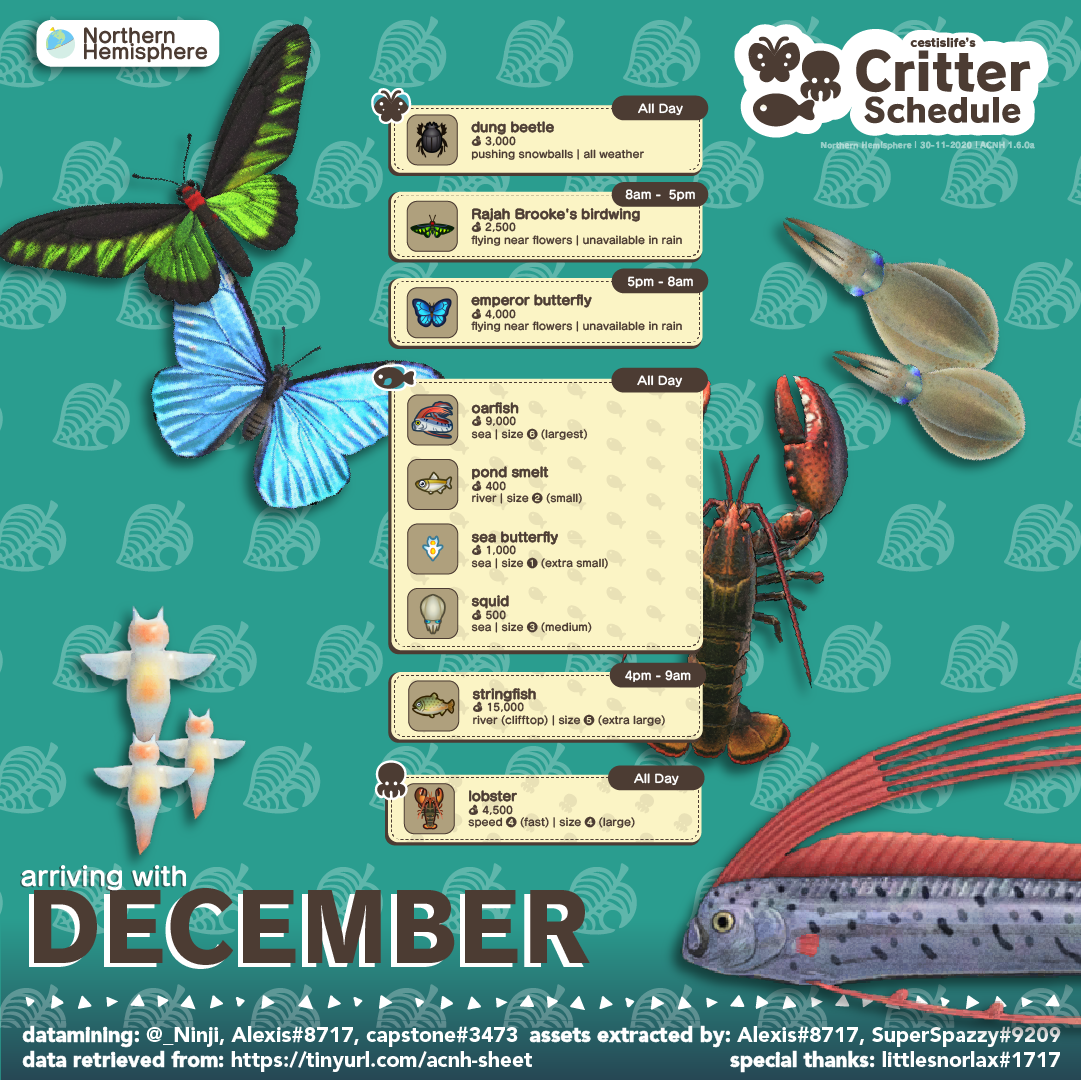 Northern
Hemisphere
cestislife's
Critter
Schedule
Northern Hemisphere | 30-11-2020 | ACNH 1.6.0a
All Day
dung beetle
3,000
pushing snowballs | all weather
8am - 5pm
Rajah Brooke's birdwing
2,500
flying near flowers | unavailable in rain
5pm - 8am
emperor butterfly
4,000
flying near flowers | unavailable in rain
All Day
oarfish
9,000
sea | size 6 (largest)
pond smelt
400
river | size 2 (small)
sea butterfly
1,000
sea | size 1 (extra small)
squid
500
sea | size 3 (medium)
4pm - 9am
stringfish
15,000
river (clifftop) | size 5 (extra large)
All Day
lobster
4,500
speed 4 (fast) | size 4 (large)
arriving with
DECEMBER
datamining: @_Ninji, Alexis#8717, capstone#3473 assets extracted by: Alexis#8717, SuperSpazzy#9209
data retrieved from: https://tinyurl.com/acnh-sheet special thanks: littlesnorlax#1717